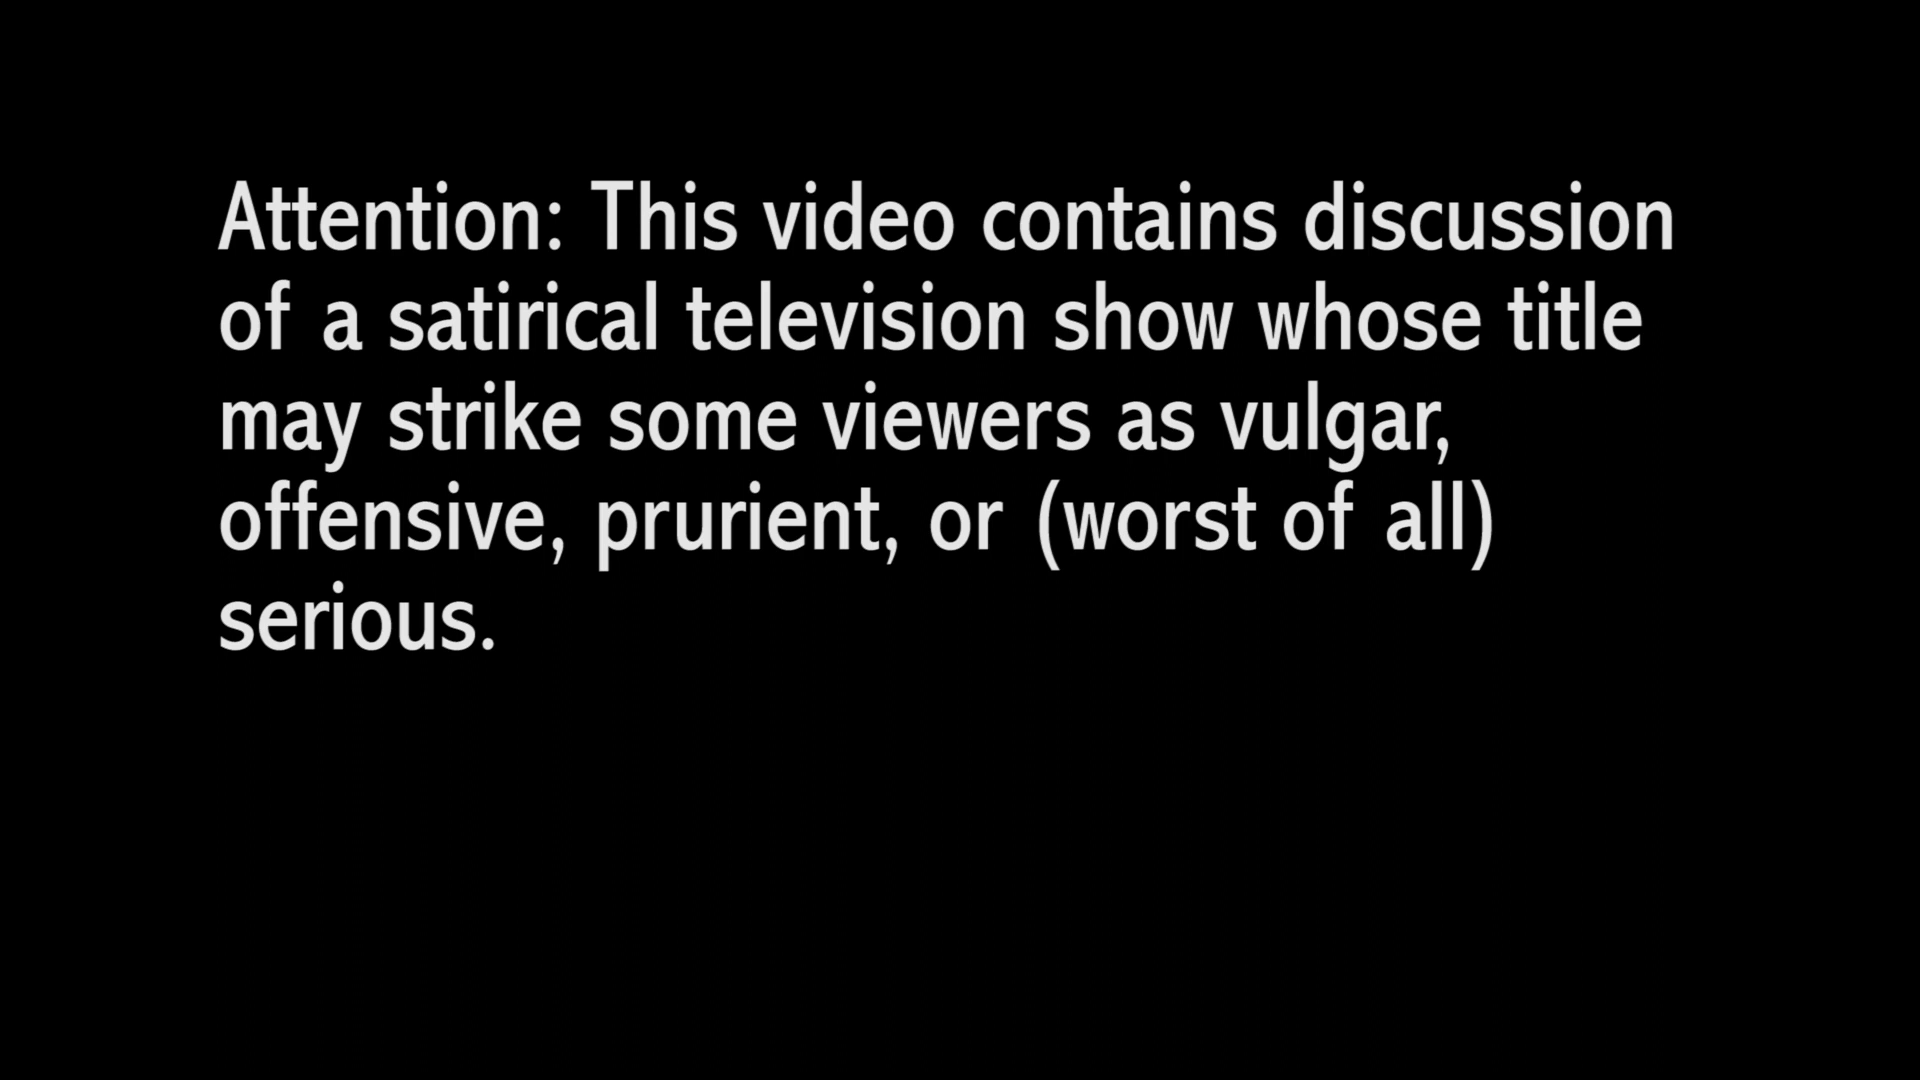 Attention: This video contains discussion
of a satirical television show whose title
may strike some viewers as vulgar,
offensive, prurient, or (worst of all)
serious.